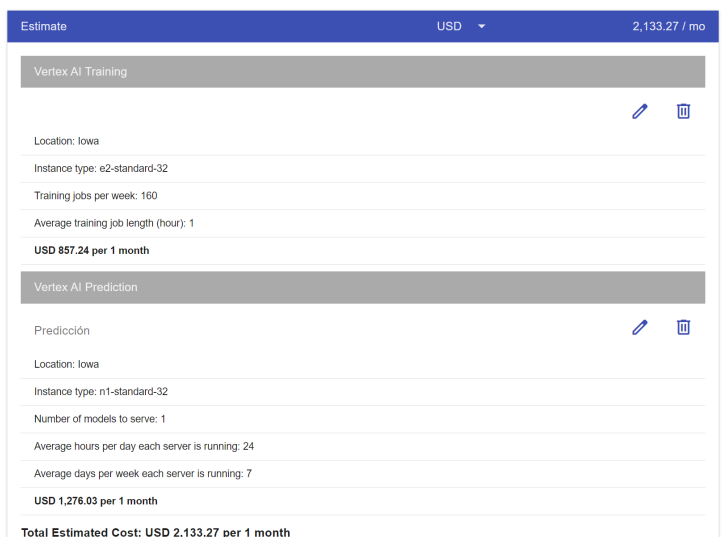 Estimate USD 2,133.27 / mo
Vertex AI Training
Location: Iowa
Instance type: e2-standard-32
Training jobs per week: 160
Average training job length (hour): 1
USD 857.24 per 1 month
Vertex AI Prediction
Predicción
Location: Iowa
Instance type: n1-standard-32
Number of models to serve: 1
Average hours per day each server is running: 24
Average days per week each server is running: 7
USD 1,276.03 per 1 month
Total Estimated Cost: USD 2,133.27 per 1 month